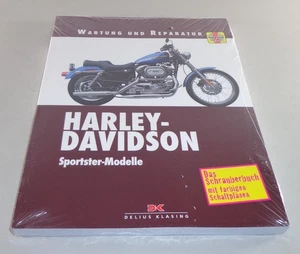 WARTUNG UND REPARATUR
HARLEY-
DAVIDSON
Sportster-Modelle
Das
Schrauberbuch
mit farbigen
Schaltplänen
DK
DELIUS KLASING